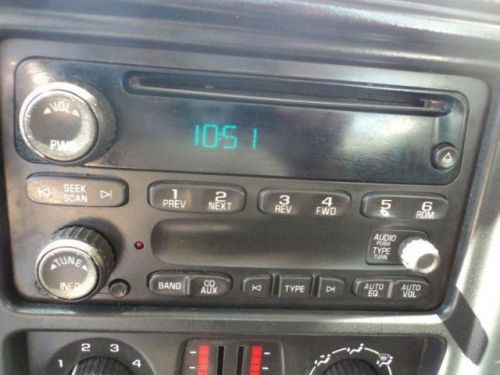 VOL
PWR
10:51
SEEK
SCAN
1 PREV
2 NEXT
3 REV
4 FWD
5
6 RDM
AUDIO
PUSH
TYPE
TURN
TUNE
INFO
BAND
CD
AUX
TYPE
AUTO
EQ
AUTO
VOL
1 2 3 4